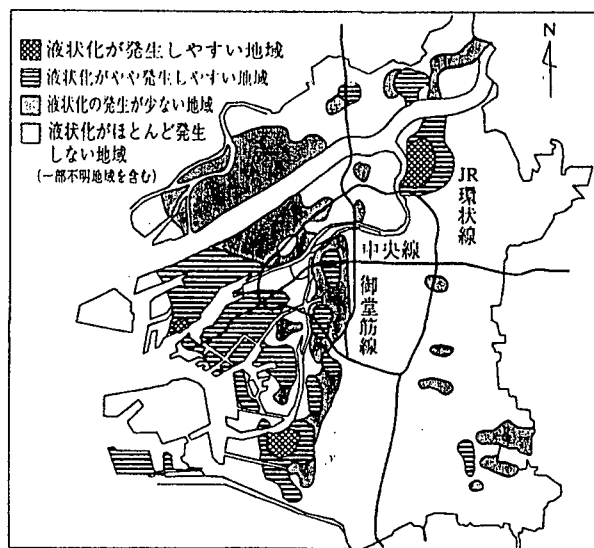 液状化が発生しやすい地域
液状化がやや発生しやすい地域
液状化の発生が少ない地域
液状化がほとんど発生
しない地域
(一部不明地域を含む)
N
JR環状線
中央線
御堂筋線